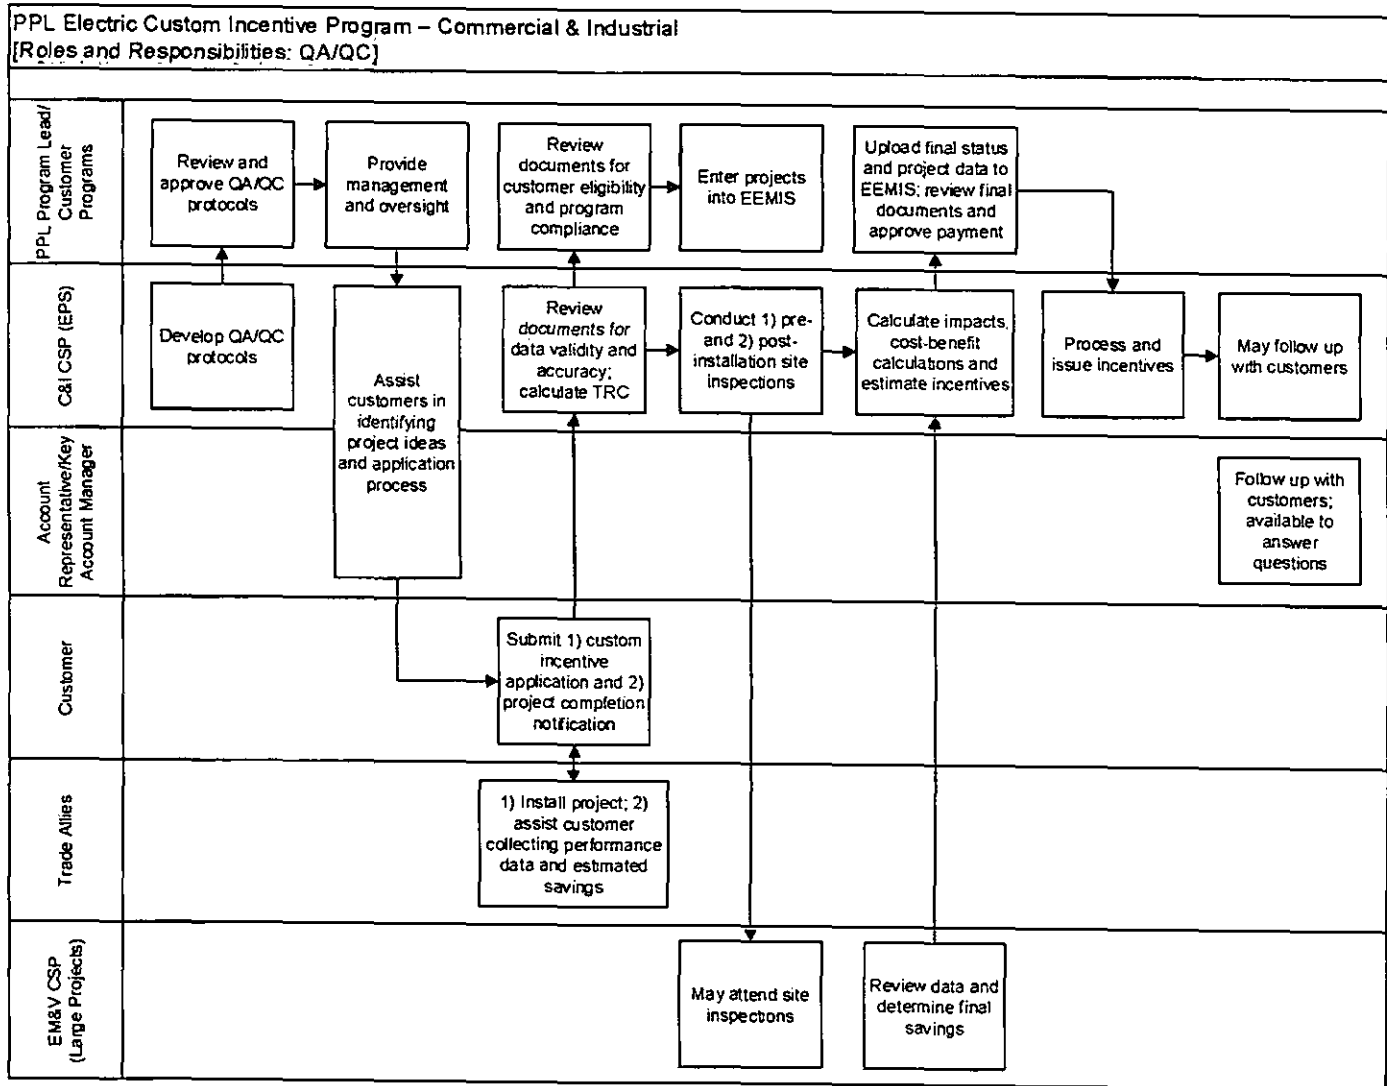 PPL Electric Custom Incentive Program – Commercial & Industrial
[Roles and Responsibilities: QA/QC]
PPL Program Lead/
Customer
Programs
Review and
approve QA/QC
protocols
Provide
management
and oversight
Review
documents for
customer eligibility
and program
compliance
Enter projects
into EEMIS
Upload final status
and project data to
EEMIS; review final
documents and
approve payment
C&I CSP (EPS)
Develop QA/QC
protocols
Assist
customers in
identifying
project ideas
and application
process
Review
documents for
data validity and
accuracy;
calculate TRC
Conduct 1) pre-
and 2) post-
installation site
inspections
Calculate impacts,
cost-benefit
calculations and
estimate incentives
Process and
issue incentives
May follow up
with customers
Account
Representative/Key
Account Manager
Follow up with
customers;
available to
answer
questions
Customer
Submit 1) custom
incentive
application and 2)
project completion
notification
Trade Allies
1) Install project; 2)
assist customer
collecting performance
data and estimated
savings
EM&V CSP
(Large Projects)
May attend site
inspections
Review data and
determine final
savings